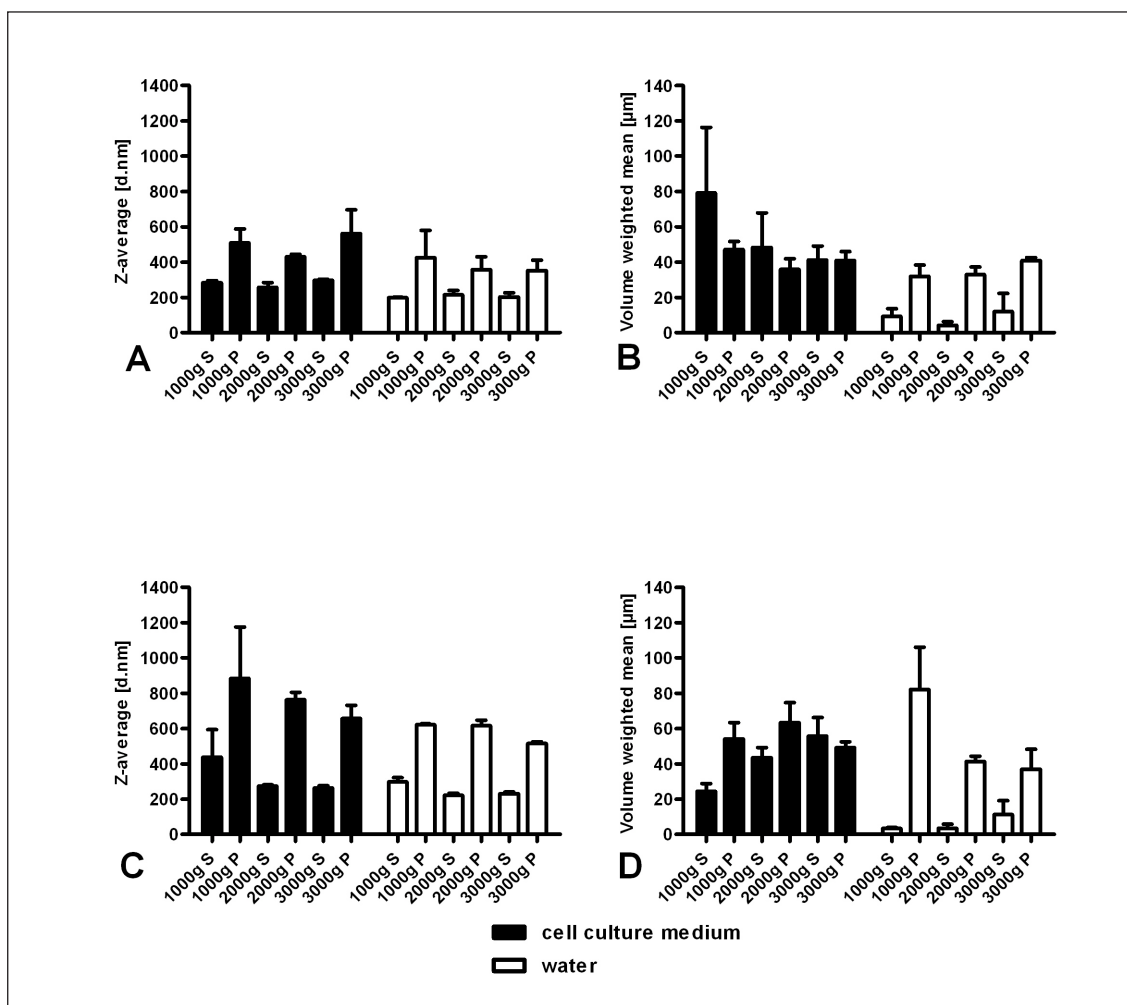 Z-average [d.nm]
1400
1200
1000
800
600
400
200
0
1000g S
1000g P
2000g S
2000g P
3000g S
3000g P
1000g S
1000g P
2000g S
2000g P
3000g S
3000g P
A
Volume weighted mean [µm]
140
120
100
80
60
40
20
0
1000g S
1000g P
2000g S
2000g P
3000g S
3000g P
1000g S
1000g P
2000g S
2000g P
3000g S
3000g P
B
Z-average [d.nm]
1400
1200
1000
800
600
400
200
0
1000g S
1000g P
2000g S
2000g P
3000g S
3000g P
1000g S
1000g P
2000g S
2000g P
3000g S
3000g P
C
Volume weighted mean [µm]
140
120
100
80
60
40
20
0
1000g S
1000g P
2000g S
2000g P
3000g S
3000g P
1000g S
1000g P
2000g S
2000g P
3000g S
3000g P
D
cell culture medium
water